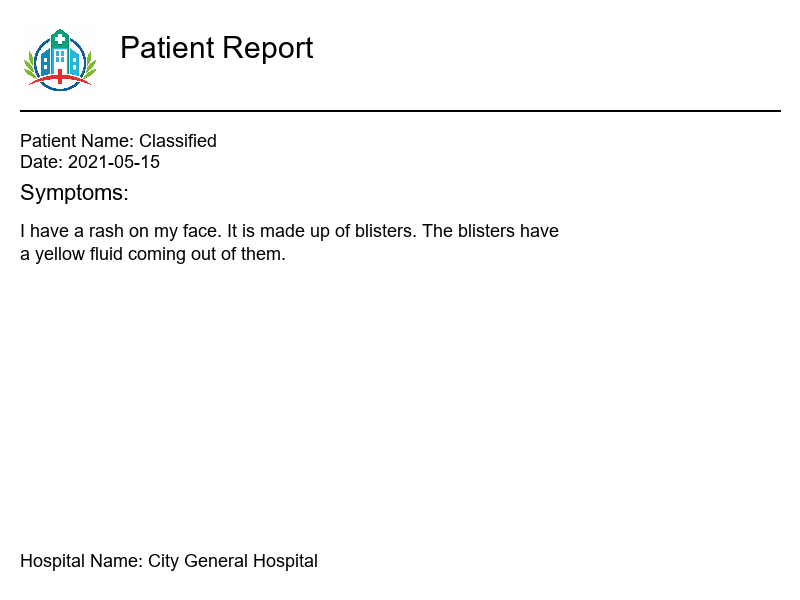 Patient Report
Patient Name: Classified
Date: 2021-05-15
Symptoms:
I have a rash on my face. It is made up of blisters. The blisters have
a yellow fluid coming out of them.
Hospital Name: City General Hospital